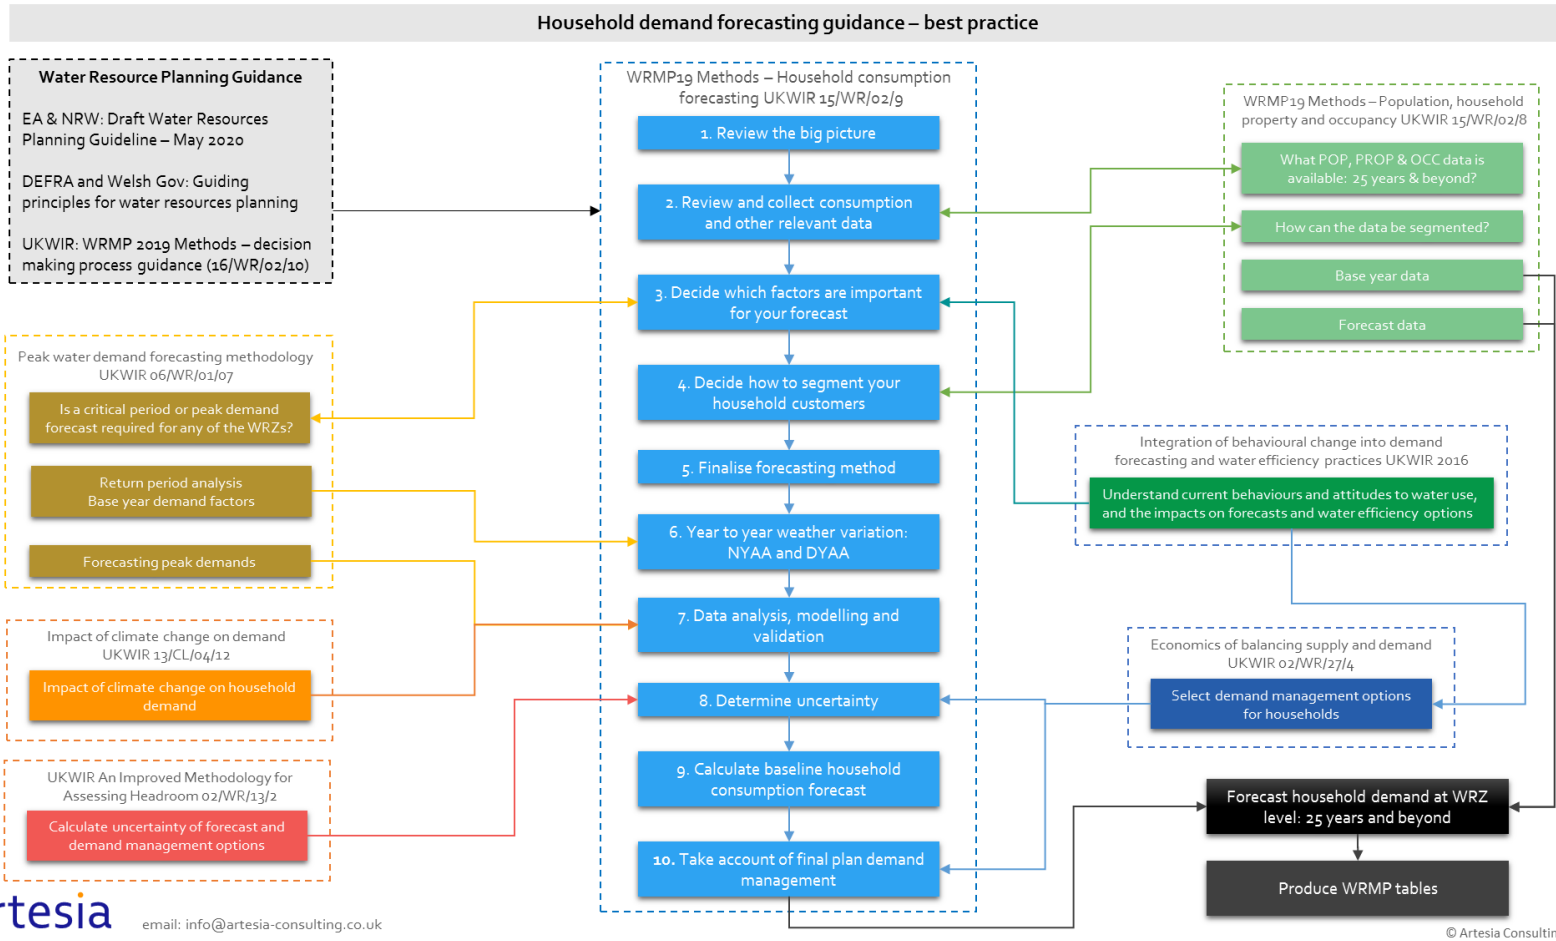 Household demand forecasting guidance – best practice
Water Resource Planning Guidance
EA & NRW: Draft Water Resources
Planning Guideline – May 2020
DEFRA and Welsh Gov: Guiding
principles for water resources planning
UKWIR: WRMP 2019 Methods – decision
making process guidance (16/WR/02/10)
Peak water demand forecasting methodology
UKWIR 06/WR/01/07
Is a critical period or peak demand
forecast required for any of the WRZs?
Return period analysis
Base year demand factors
Forecasting peak demands
Impact of climate change on demand
UKWIR 13/CL/04/12
Impact of climate change on household
demand
UKWIR An Improved Methodology for
Assessing Headroom 02/WR/13/2
Calculate uncertainty of forecast and
demand management options
WRMP19 Methods – Household consumption
forecasting UKWIR 15/WR/02/9
1. Review the big picture
2. Review and collect consumption
and other relevant data
3. Decide which factors are important
for your forecast
4. Decide how to segment your
household customers
5. Finalise forecasting method
6. Year to year weather variation:
NYAA and DYAA
7. Data analysis, modelling and
validation
8. Determine uncertainty
9. Calculate baseline household
consumption forecast
10. Take account of final plan demand
management
WRMP19 Methods – Population, household
property and occupancy UKWIR 15/WR/02/8
What POP, PROP & OCC data is
available: 25 years & beyond?
How can the data be segmented?
Base year data
Forecast data
Integration of behavioural change into demand
forecasting and water efficiency practices UKWIR 2016
Understand current behaviours and attitudes to water use,
and the impacts on forecasts and water efficiency options
Economics of balancing supply and demand
UKWIR 02/WR/27/4
Select demand management options
for households
Forecast household demand at WRZ
level: 25 years and beyond
Produce WRMP tables
rtesia
email: info@artesia-consulting.co.uk
© Artesia Consultin